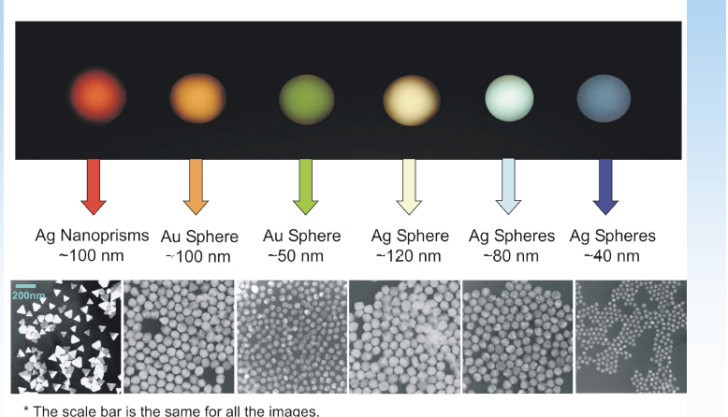 Ag Nanoprisms Au Sphere Au Sphere Ag Sphere Ag Spheres Ag Spheres
~100 nm ~100 nm ~50 nm ~120 nm ~80 nm ~40 nm
200nm
* The scale bar is the same for all the images.